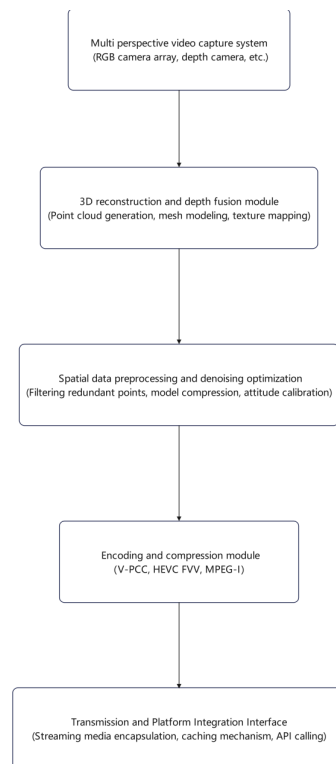 Multi perspective video capture system
(RGB camera array, depth camera, etc.)
3D reconstruction and depth fusion module
(Point cloud generation, mesh modeling, texture mapping)
Spatial data preprocessing and denoising optimization
(Filtering redundant points, model compression, attitude calibration)
Encoding and compression module
(V-PCC, HEVC FVV, MPEG-I)
Transmission and Platform Integration Interface
(Streaming media encapsulation, caching mechanism, API calling)